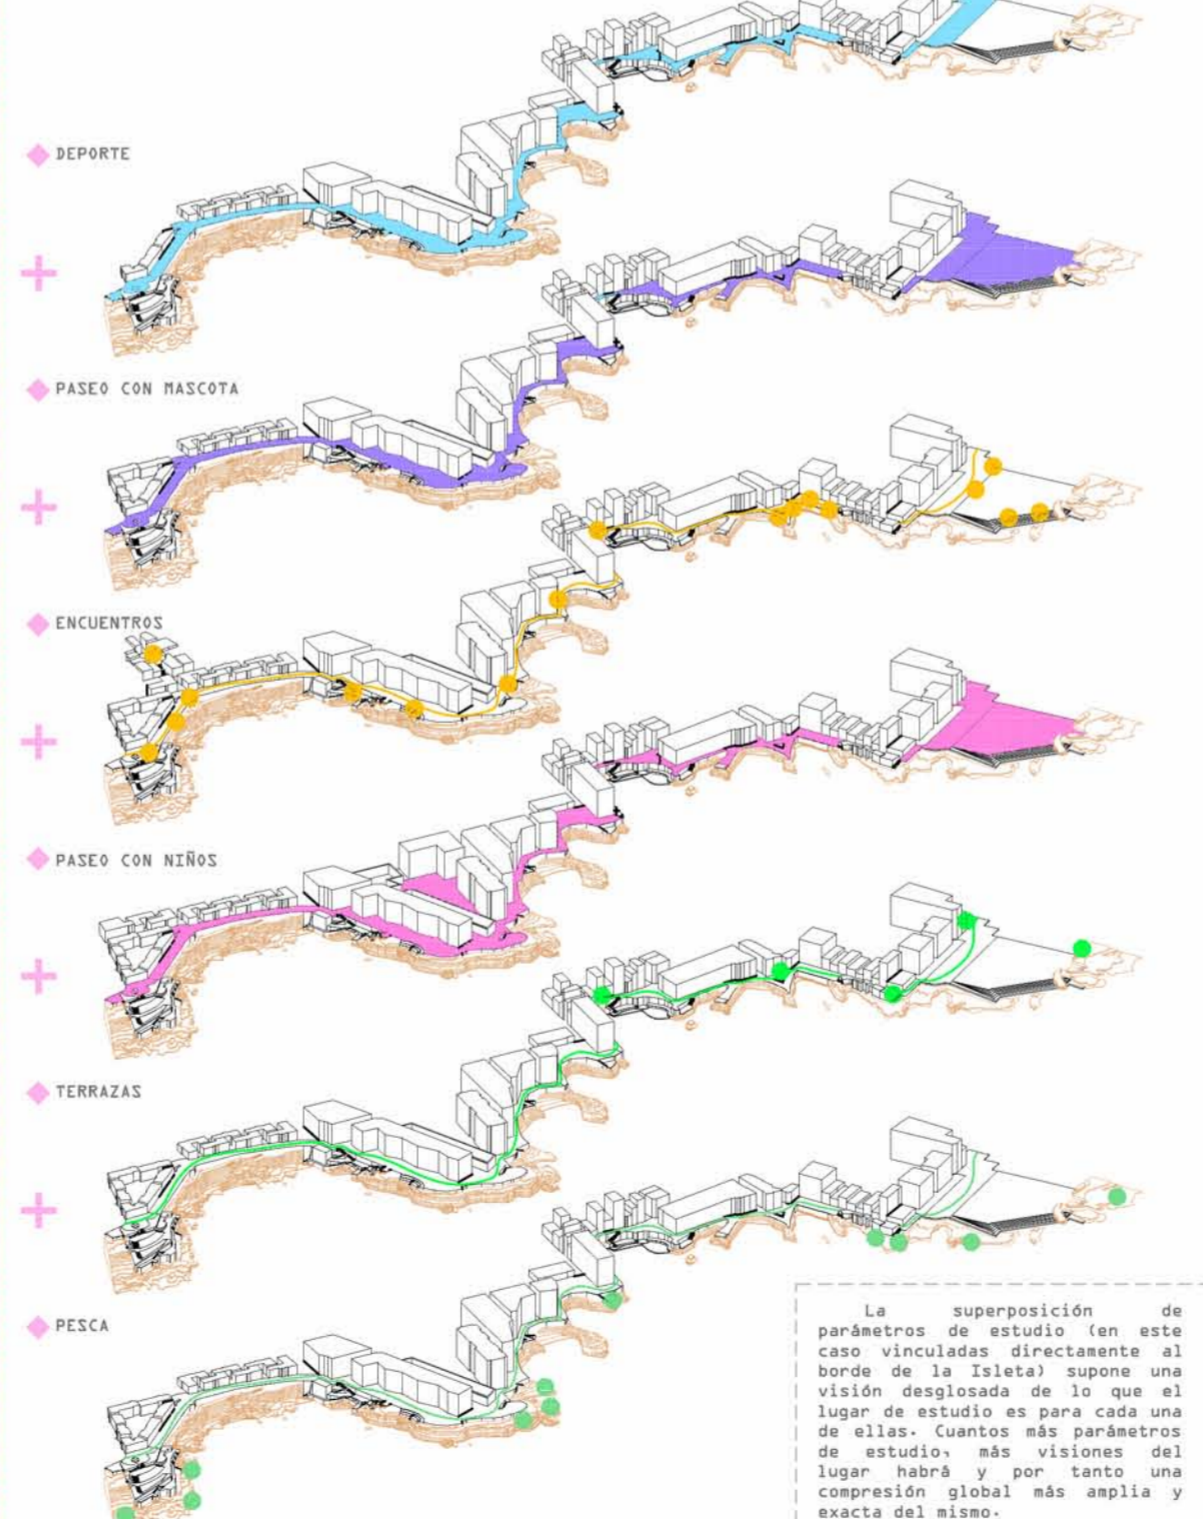 DEPORTE
PASEO CON MASCOTA
ENCUENTROS
PASEO CON NIÑOS
TERRAZAS
PESCA
La superposición de
parámetros de estudio (en este
caso vinculadas directamente al
borde de la Isleta) supone una
visión desglosada de lo que el
lugar de estudio es para cada una
de ellas. Cuantos más parámetros
de estudio, más visiones del
lugar habrá y por tanto una
compresión global más amplia y
exacta del mismo.